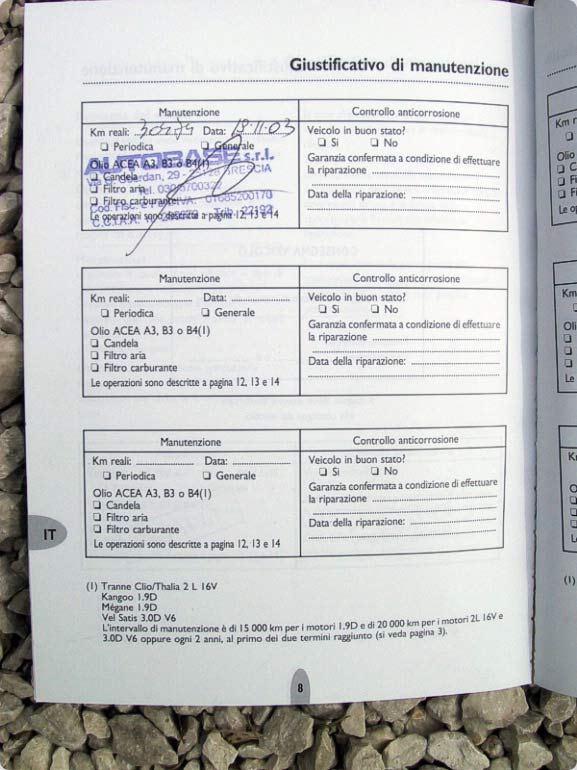 Giustificativo di manutenzione
Manutenzione
Km reali: Data: 19.11.03
Periodica Generale
Olio ACEA A3, B3 o B4(1)
Candela
Filtro aria
Filtro carburante
Le operazioni sono descritte a pagina 12, 13 e 14
AUTOBASE s.r.l.
BRESCIA
Controllo anticorrosione
Veicolo in buon stato?
Si No
Garanzia confermata a condizione di effettuare
la riparazione
Data della riparazione:
Manutenzione
Km reali: Data:
Periodica Generale
Olio ACEA A3, B3 o B4(1)
Candela
Filtro aria
Filtro carburante
Le operazioni sono descritte a pagina 12, 13 e 14
Controllo anticorrosione
Veicolo in buon stato?
Si No
Garanzia confermata a condizione di effettuare
la riparazione
Data della riparazione:
Manutenzione
Km reali: Data:
Periodica Generale
Olio ACEA A3, B3 o B4(1)
Candela
Filtro aria
Filtro carburante
Le operazioni sono descritte a pagina 12, 13 e 14
Controllo anticorrosione
Veicolo in buon stato?
Si No
Garanzia confermata a condizione di effettuare
la riparazione
Data della riparazione:
IT
(1) Tranne Clio/Thalia 2 L 16V
Kangoo 1.9D
Mégane 1.9D
Vel Satis 3.0D V6
L'intervallo di manutenzione è di 15 000 km per i motori 1.9D e di 20 000 km per i motori 2L 16V e
3.0D V6 oppure ogni 2 anni, al primo dei due termini raggiunto (si veda pagina 3).
8